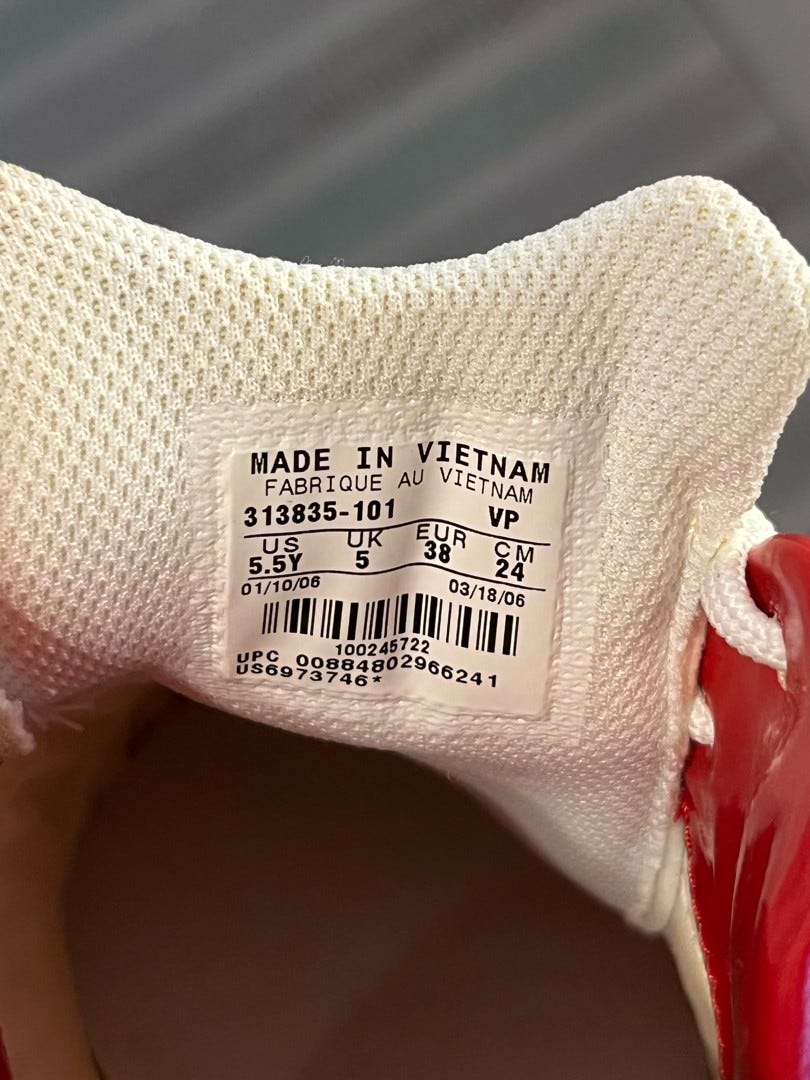 MADE IN VIETNAM
FABRIQUE AU VIETNAM
313835-101 VP
US UK EUR CM
5.5Y 5 38 24
01/10/06 03/18/06
100245722
UPC 00884802966241
US6973746*